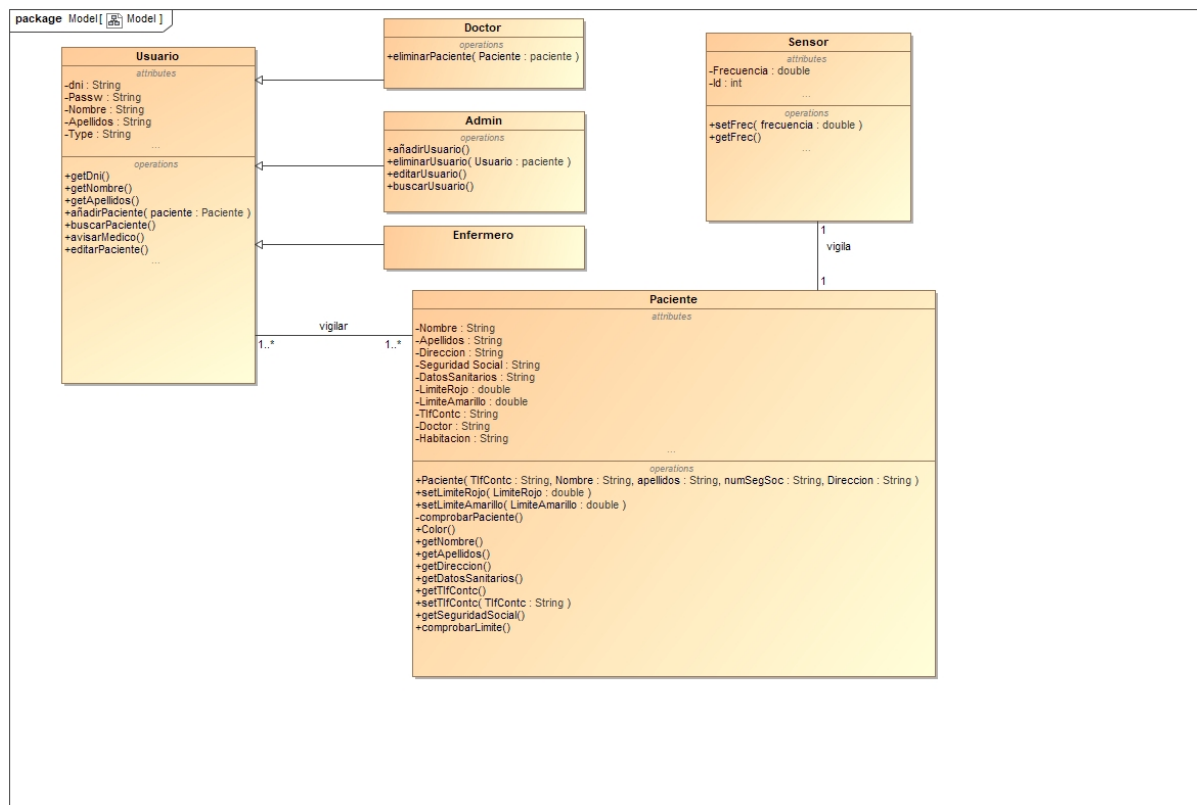 package Model[ Model ]
Usuario
attributes
-dni : String
-Passw : String
-Nombre : String
-Apellidos : String
-Type : String
...
operations
+getDni()
+getNombre()
+getApellidos()
+añadirPaciente( paciente : Paciente )
+buscarPaciente()
+avisarMedico()
+editarPaciente()
...
Doctor
operations
+eliminarPaciente( Paciente : paciente )
Admin
operations
+añadirUsuario()
+eliminarUsuario( Usuario : paciente )
+editarUsuario()
+buscarUsuario()
Enfermero
Sensor
attributes
-Frecuencia : double
-Id : int
...
operations
+setFrec( frecuencia : double )
+getFrec()
1
vigila
1
vigilar
1..*
1..*
Paciente
attributes
-Nombre : String
-Apellidos : String
-Direccion : String
-Seguridad Social : String
-DatosSanitarios : String
-LimiteRojo : double
-LimiteAmarillo : double
-TlfContc : String
-Doctor : String
-Habitacion : String
...
operations
+Paciente( TlfContc : String, Nombre : String, apellidos : String, numSegSoc : String, Direccion : String )
+setLimiteRojo( LimiteRojo : double )
+setLimiteAmarillo( LimiteAmarillo : double )
-comprobarPaciente()
+Color()
+getNombre()
+getApellidos()
+getDireccion()
+getDatosSanitarios()
+getTlfContc()
+setTlfContc( TlfContc : String )
+getSeguridadSocial()
+comprobarLimite()